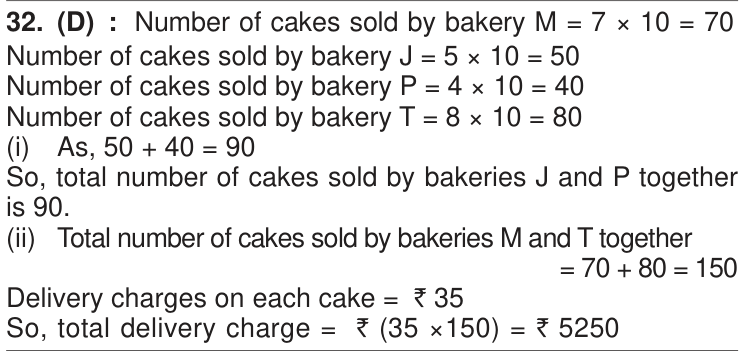 32. (D) : Number of cakes sold by bakery M = 7 × 10 = 70
Number of cakes sold by bakery J = 5 × 10 = 50
Number of cakes sold by bakery P = 4 × 10 = 40
Number of cakes sold by bakery T = 8 × 10 = 80
(i) As, 50 + 40 = 90
So, total number of cakes sold by bakeries J and P together
is 90.
(ii) Total number of cakes sold by bakeries M and T together
= 70 + 80 = 150
Delivery charges on each cake = ₹ 35
So, total delivery charge = ₹ (35 ×150) = ₹ 5250